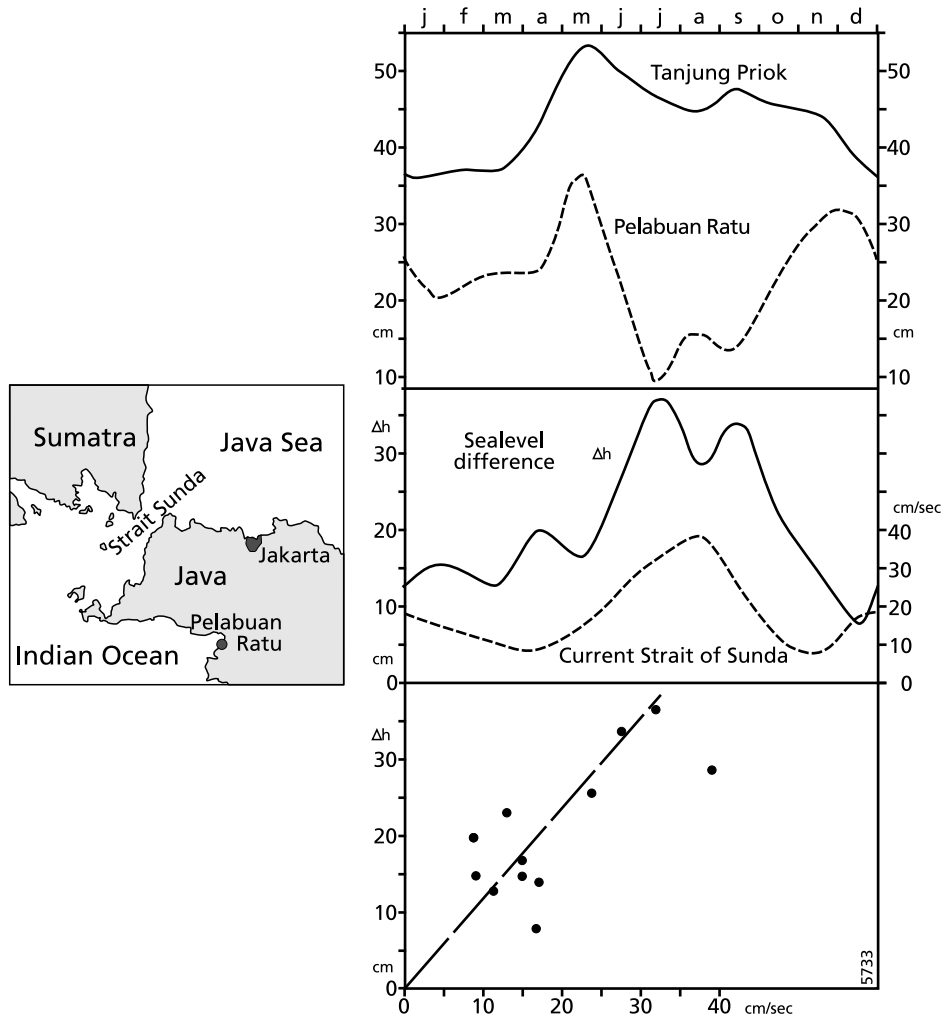 j f m a m j j a s o n d
50
40
30
20
cm
10
50
40
30
20
cm
10
Tanjung Priok
Pelabuan Ratu
Sumatra
Java Sea
Strait Sunda
Jakarta
Java
Pelabuan
Ratu
Indian Ocean
Δh
30
20
10
cm
0
Sealevel
difference
Δh
cm/sec
40
30
20
10
0
Current Strait of Sunda
Δh
30
20
10
cm
0
0 10 20 30 40 cm/sec
5733